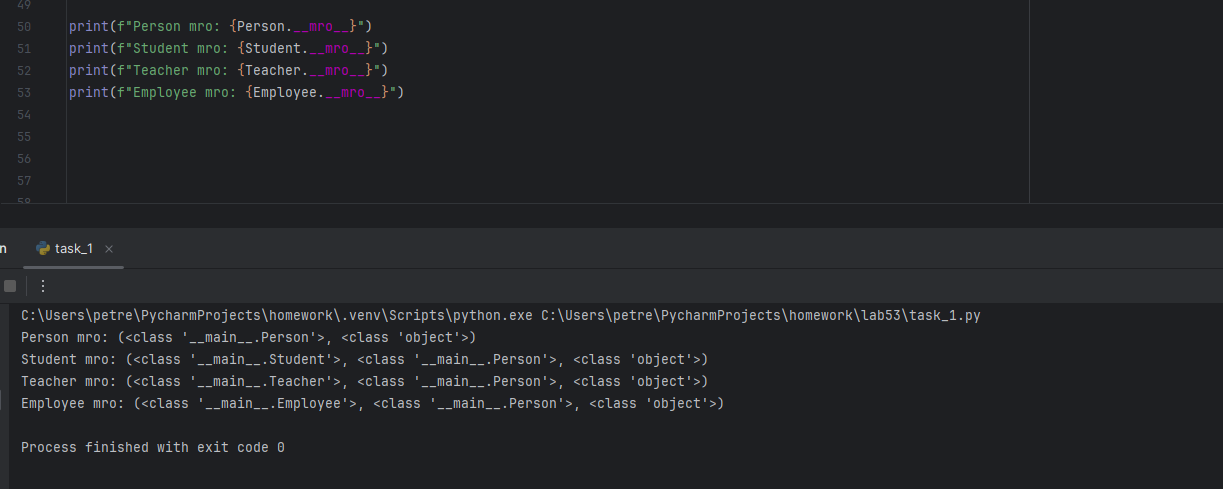 49
50 print(f"Person mro: {Person.__mro__}")
51 print(f"Student mro: {Student.__mro__}")
52 print(f"Teacher mro: {Teacher.__mro__}")
53 print(f"Employee mro: {Employee.__mro__}")
54
55
56
57
58
n task_1 ×
C:\Users\petre\PycharmProjects\homework\.venv\Scripts\python.exe C:\Users\petre\PycharmProjects\homework\lab53\task_1.py
Person mro: (<class '__main__.Person'>, <class 'object'>)
Student mro: (<class '__main__.Student'>, <class '__main__.Person'>, <class 'object'>)
Teacher mro: (<class '__main__.Teacher'>, <class '__main__.Person'>, <class 'object'>)
Employee mro: (<class '__main__.Employee'>, <class '__main__.Person'>, <class 'object'>)
Process finished with exit code 0